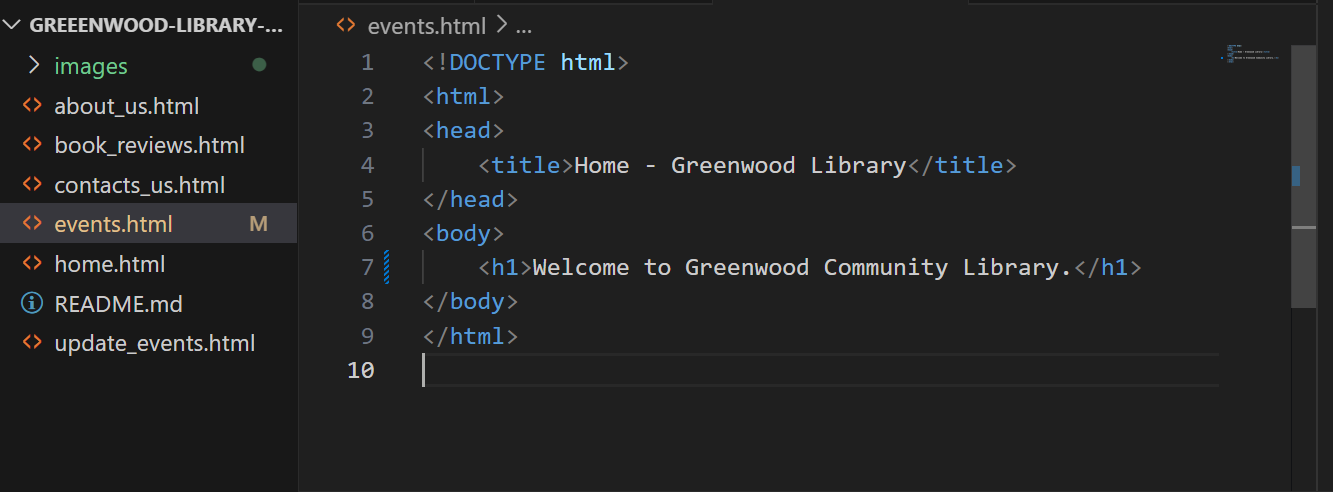 GREEENWOOD-LIBRARY-...
images
about_us.html
book_reviews.html
contacts_us.html
events.html M
home.html
README.md
update_events.html
events.html > ...
1 <!DOCTYPE html>
2 <html>
3 <head>
4     <title>Home - Greenwood Library</title>
5 </head>
6 <body>
7     <h1>Welcome to Greenwood Community Library.</h1>
8 </body>
9 </html>
10